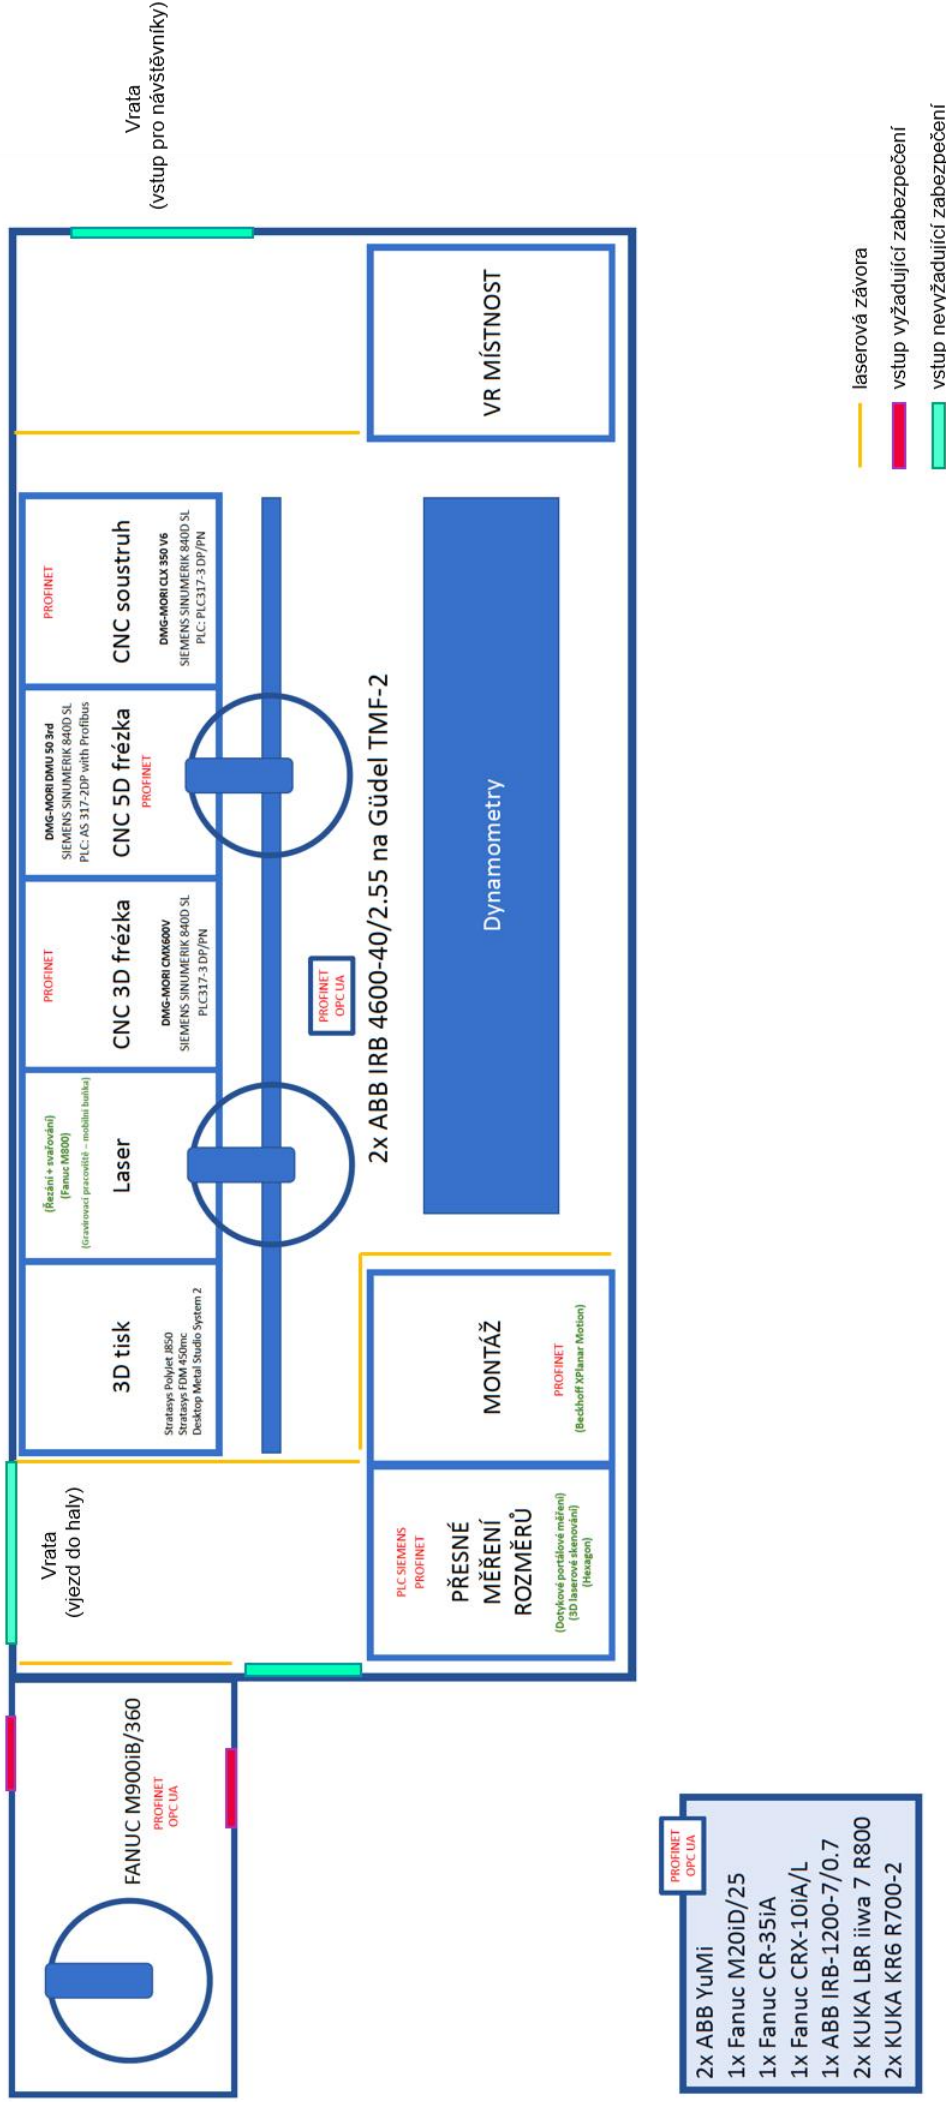 FANUC M900iB/360
PROFINET
OPC UA
Vrata
(vjezd do haly)
3D tisk
Stratasys PolyJet J850
Stratasys FDM 450mc
Desktop Metal Studio System 2
(Řezání + svařování)
(Fanuc M800)
(Gravírovací pracoviště – mobilní buňka)
Laser
PROFINET
CNC 3D frézka
DMG-MORI CMX600V
SIEMENS SINUMERIK 840D SL
PLC317-3 DP/PN
DMG-MORI DMU 50 3rd
SIEMENS SINUMERIK 840D SL
PLC: AS 317-2DP with Profibus
CNC 5D frézka
PROFINET
PROFINET
CNC soustruh
DMG-MORI CLX 350 V6
SIEMENS SINUMERIK 840D SL
PLC: PLC317-3 DP/PN
Vrata
(vstup pro návštěvníky)
PROFINET
OPC UA
2x ABB IRB 4600-40/2.55 na Güdel TMF-2
PLC SIEMENS
PROFINET
PŘESNÉ
MĚŘENÍ
ROZMĚRŮ
(Dotykové portálové měření)
(3D laserové skenování)
(Hexagon)
MONTÁŽ
PROFINET
(Beckhoff XPlanar Motion)
Dynamometry
VR MÍSTNOST
PROFINET
OPC UA
2x ABB YuMi
1x Fanuc M20iD/25
1x Fanuc CR-35iA
1x Fanuc CRX-10iA/L
1x ABB IRB-1200-7/0.7
2x KUKA LBR iiwa 7 R800
2x KUKA KR6 R700-2
laserová závora
vstup vyžadující zabezpečení
vstup nevyžadující zabezpečení